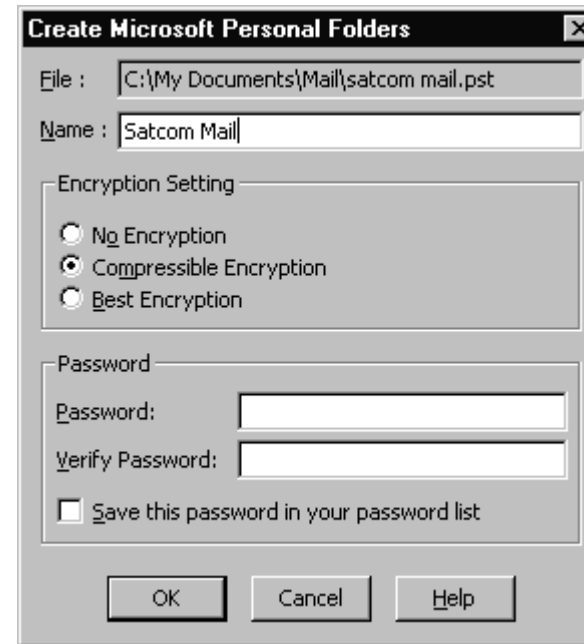 Create Microsoft Personal Folders
File : C:\My Documents\Mail\satcom mail.pst
Name : Satcom Mail
Encryption Setting
No Encryption
Compressible Encryption
Best Encryption
Password
Password:
Verify Password:
Save this password in your password list
OK Cancel Help